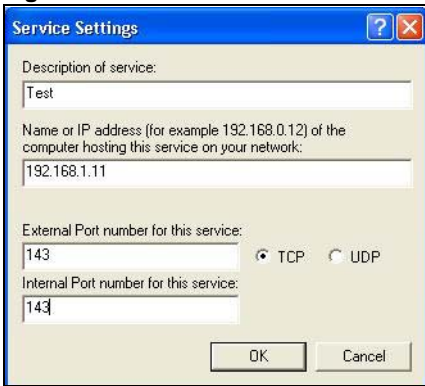 Service Settings
Description of service:
Test
Name or IP address (for example 192.168.0.12) of the
computer hosting this service on your network:
192.168.1.11
External Port number for this service:
143
TCP
UDP
Internal Port number for this service:
143
OK
Cancel